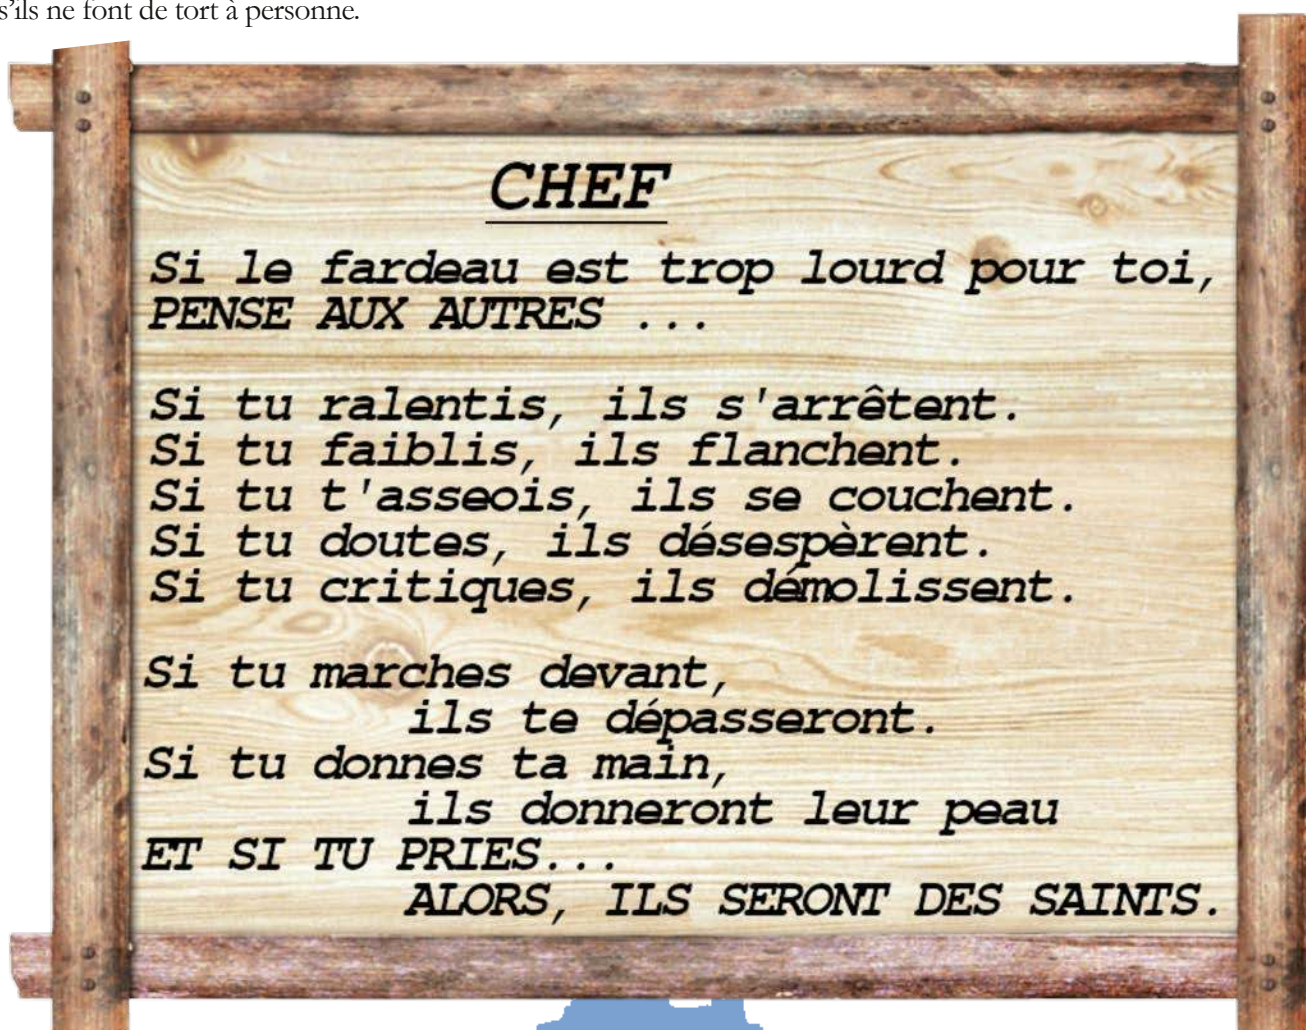 s'ils ne font de tort à personne.
CHEF
Si le fardeau est trop lourd pour toi,
PENSE AUX AUTRES ...
Si tu ralentis, ils s'arrêtent.
Si tu faiblis, ils flanchent.
Si tu t'asseois, ils se couchent.
Si tu doutes, ils désespèrent.
Si tu critiques, ils démolissent.
Si tu marches devant,
ils te dépasseront.
Si tu donnes ta main,
ils donneront leur peau
ET SI TU PRIES...
ALORS, ILS SERONT DES SAINTS.